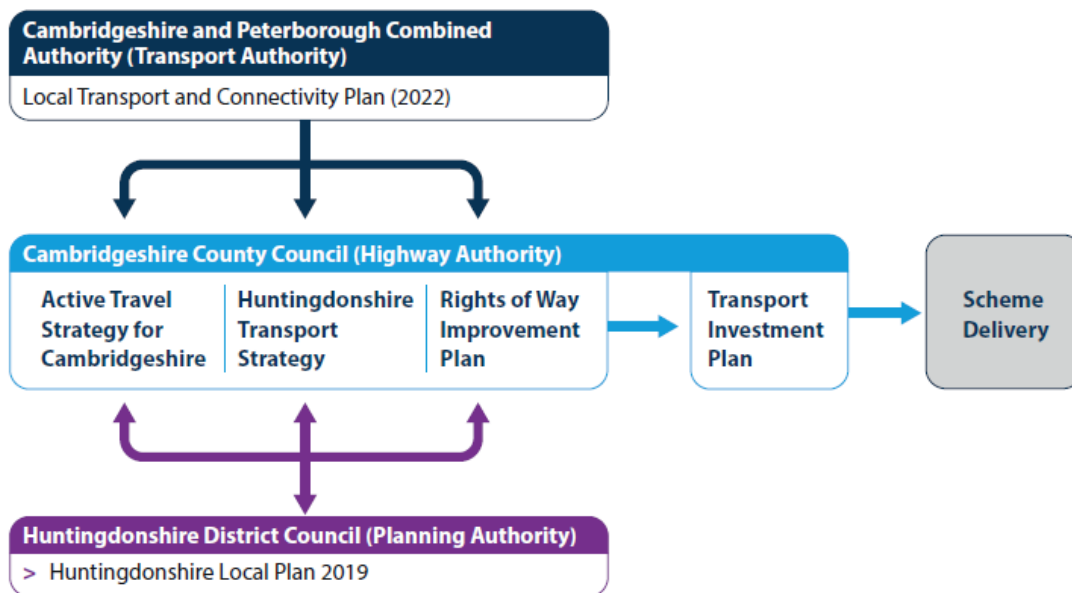 Cambridgeshire and Peterborough Combined
Authority (Transport Authority)
Local Transport and Connectivity Plan (2022)
Cambridgeshire County Council (Highway Authority)
Active Travel
Strategy for
Cambridgeshire
Huntingdonshire
Transport
Strategy
Rights of Way
Improvement
Plan
Transport
Investment
Plan
Scheme
Delivery
Huntingdonshire District Council (Planning Authority)
> Huntingdonshire Local Plan 2019